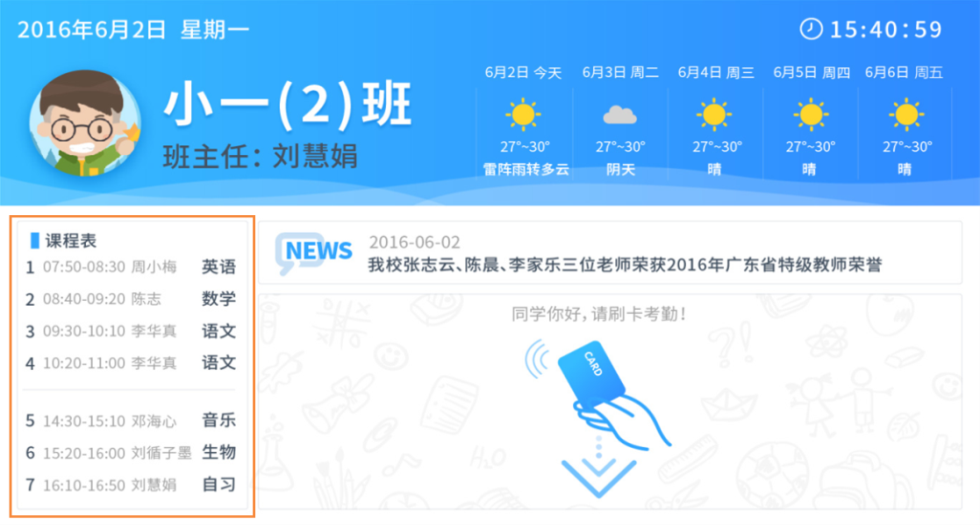 2016年6月2日 星期一
15:40:59
小一(2)班
班主任：刘慧娟
6月2日 今天 6月3日 周二 6月4日 周三 6月5日 周四 6月6日 周五
27°~30° 27°~30° 27°~30° 27°~30° 27°~30°
雷阵雨转多云 阴天 晴 晴 晴
课程表
1 07:50-08:30 周小梅 英语
2 08:40-09:20 陈志 数学
3 09:30-10:10 李华真 语文
4 10:20-11:00 李华真 语文
5 14:30-15:10 邓海心 音乐
6 15:20-16:00 刘循子墨 生物
7 16:10-16:50 刘慧娟 自习
NEWS
2016-06-02
我校张志云、陈晨、李家乐三位老师荣获2016年广东省特级教师荣誉
同学你好，请刷卡考勤！
CARD
H₂O